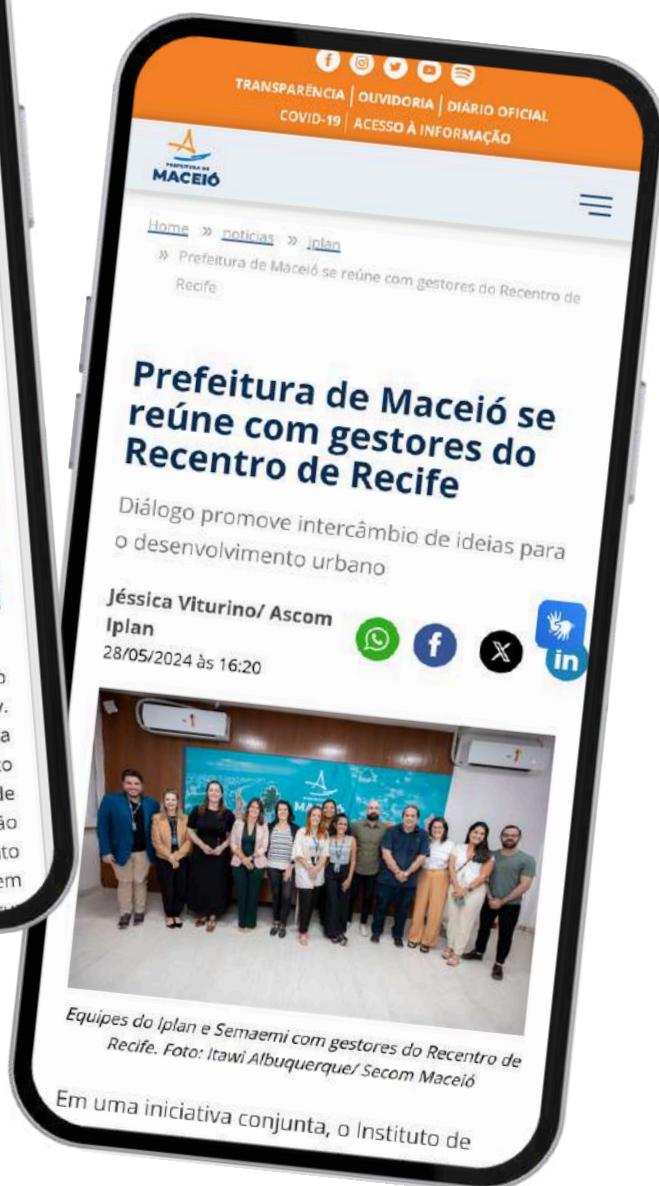 TRANSPARÊNCIA | OUVIDORIA | DIÁRIO OFICIAL
COVID-19 | ACESSO À INFORMAÇÃO
PREFEITURA DE
MACEIÓ
Home » notícias » iplan
» Prefeitura de Maceió se reúne com gestores do Recentro de
Recife
Prefeitura de Maceió se
reúne com gestores do
Recentro de Recife
Diálogo promove intercâmbio de ideias para
o desenvolvimento urbano
Jéssica Viturino/ Ascom
Iplan
28/05/2024 às 16:20
in
Equipes do Iplan e Semaemi com gestores do Recentro de
Recife. Foto: Itawi Albuquerque/ Secom Maceió
Em uma iniciativa conjunta, o Instituto de